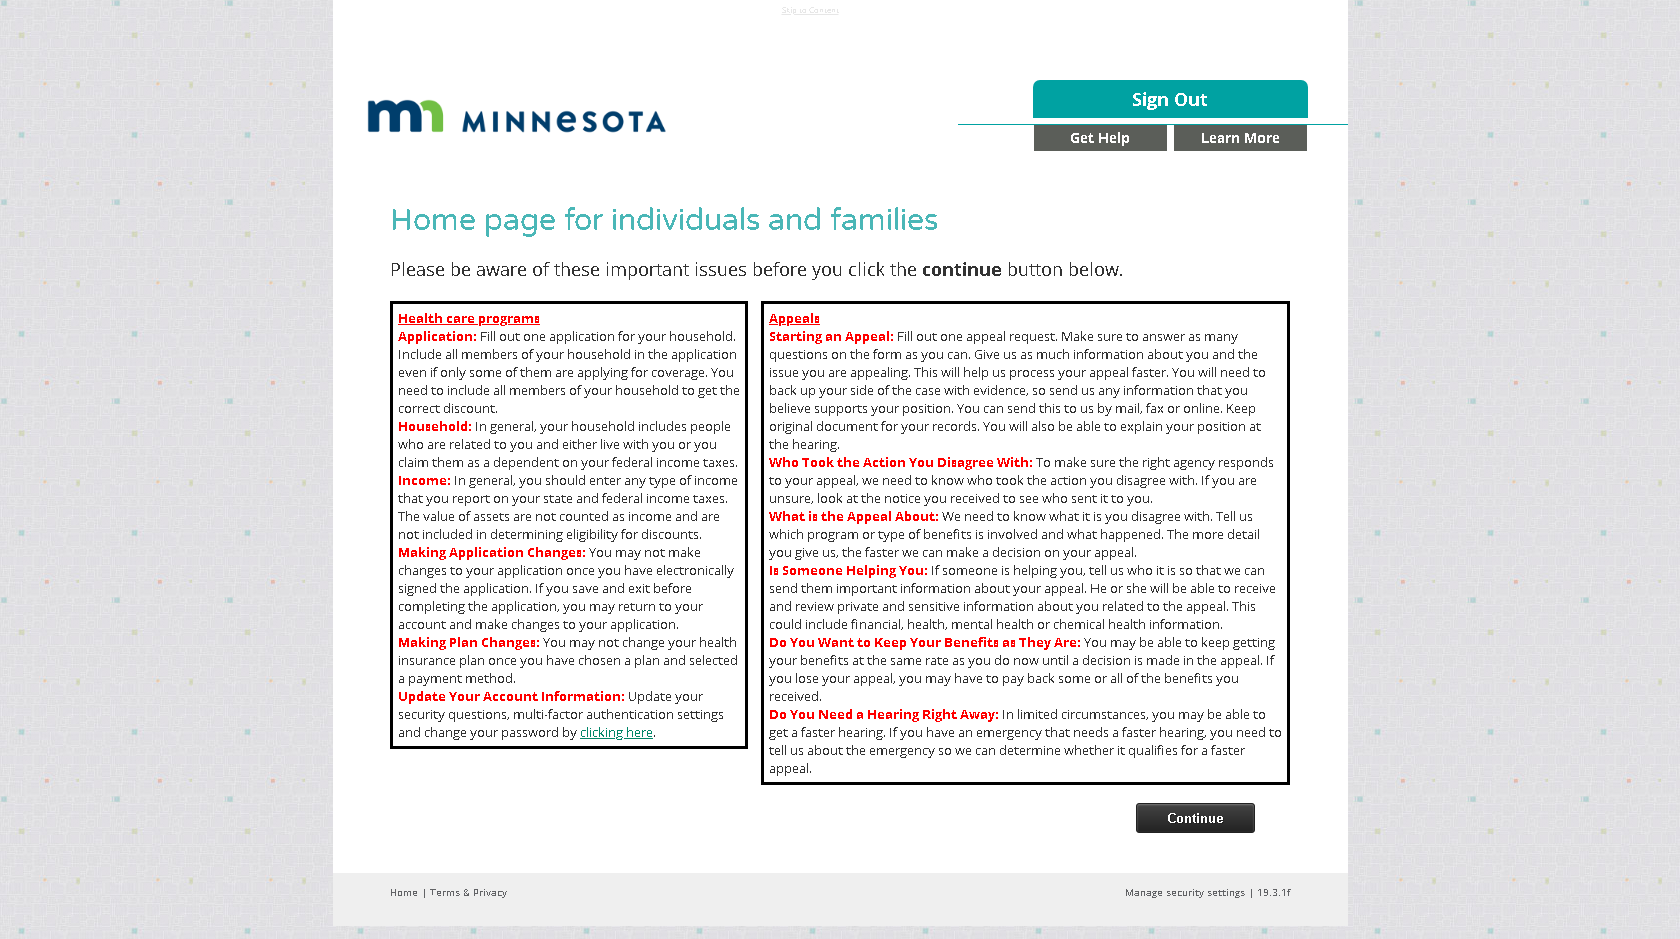 Skip to Content
MINNESOTA
Sign Out
Get Help
Learn More
Home page for individuals and families
Please be aware of these important issues before you click the continue button below.
Health care programs
Application: Fill out one application for your household.
Include all members of your household in the application
even if only some of them are applying for coverage. You
need to include all members of your household to get the
correct discount.
Household: In general, your household includes people
who are related to you and either live with you or you
claim them as a dependent on your federal income taxes.
Income: In general, you should enter any type of income
that you report on your state and federal income taxes.
The value of assets are not counted as income and are
not included in determining eligibility for discounts.
Making Application Changes: You may not make
changes to your application once you have electronically
signed the application. If you save and exit before
completing the application, you may return to your
account and make changes to your application.
Making Plan Changes: You may not change your health
insurance plan once you have chosen a plan and selected
a payment method.
Update Your Account Information: Update your
security questions, multi-factor authentication settings
and change your password by clicking here.
Appeals
Starting an Appeal: Fill out one appeal request. Make sure to answer as many
questions on the form as you can. Give us as much information about you and the
issue you are appealing. This will help us process your appeal faster. You will need to
back up your side of the case with evidence, so send us any information that you
believe supports your position. You can send this to us by mail, fax or online. Keep
original document for your records. You will also be able to explain your position at
the hearing.
Who Took the Action You Disagree With: To make sure the right agency responds
to your appeal, we need to know who took the action you disagree with. If you are
unsure, look at the notice you received to see who sent it to you.
What is the Appeal About: We need to know what it is you disagree with. Tell us
which program or type of benefits is involved and what happened. The more detail
you give us, the faster we can make a decision on your appeal.
Is Someone Helping You: If someone is helping you, tell us who it is so that we can
send them important information about your appeal. He or she will be able to receive
and review private and sensitive information about you related to the appeal. This
could include financial, health, mental health or chemical health information.
Do You Want to Keep Your Benefits as They Are: You may be able to keep getting
your benefits at the same rate as you do now until a decision is made in the appeal. If
you lose your appeal, you may have to pay back some or all of the benefits you
received.
Do You Need a Hearing Right Away: In limited circumstances, you may be able to
get a faster hearing. If you have an emergency that needs a faster hearing, you need to
tell us about the emergency so we can determine whether it qualifies for a faster
appeal.
Continue
Home | Terms & Privacy
Manage security settings | 19.3.1f